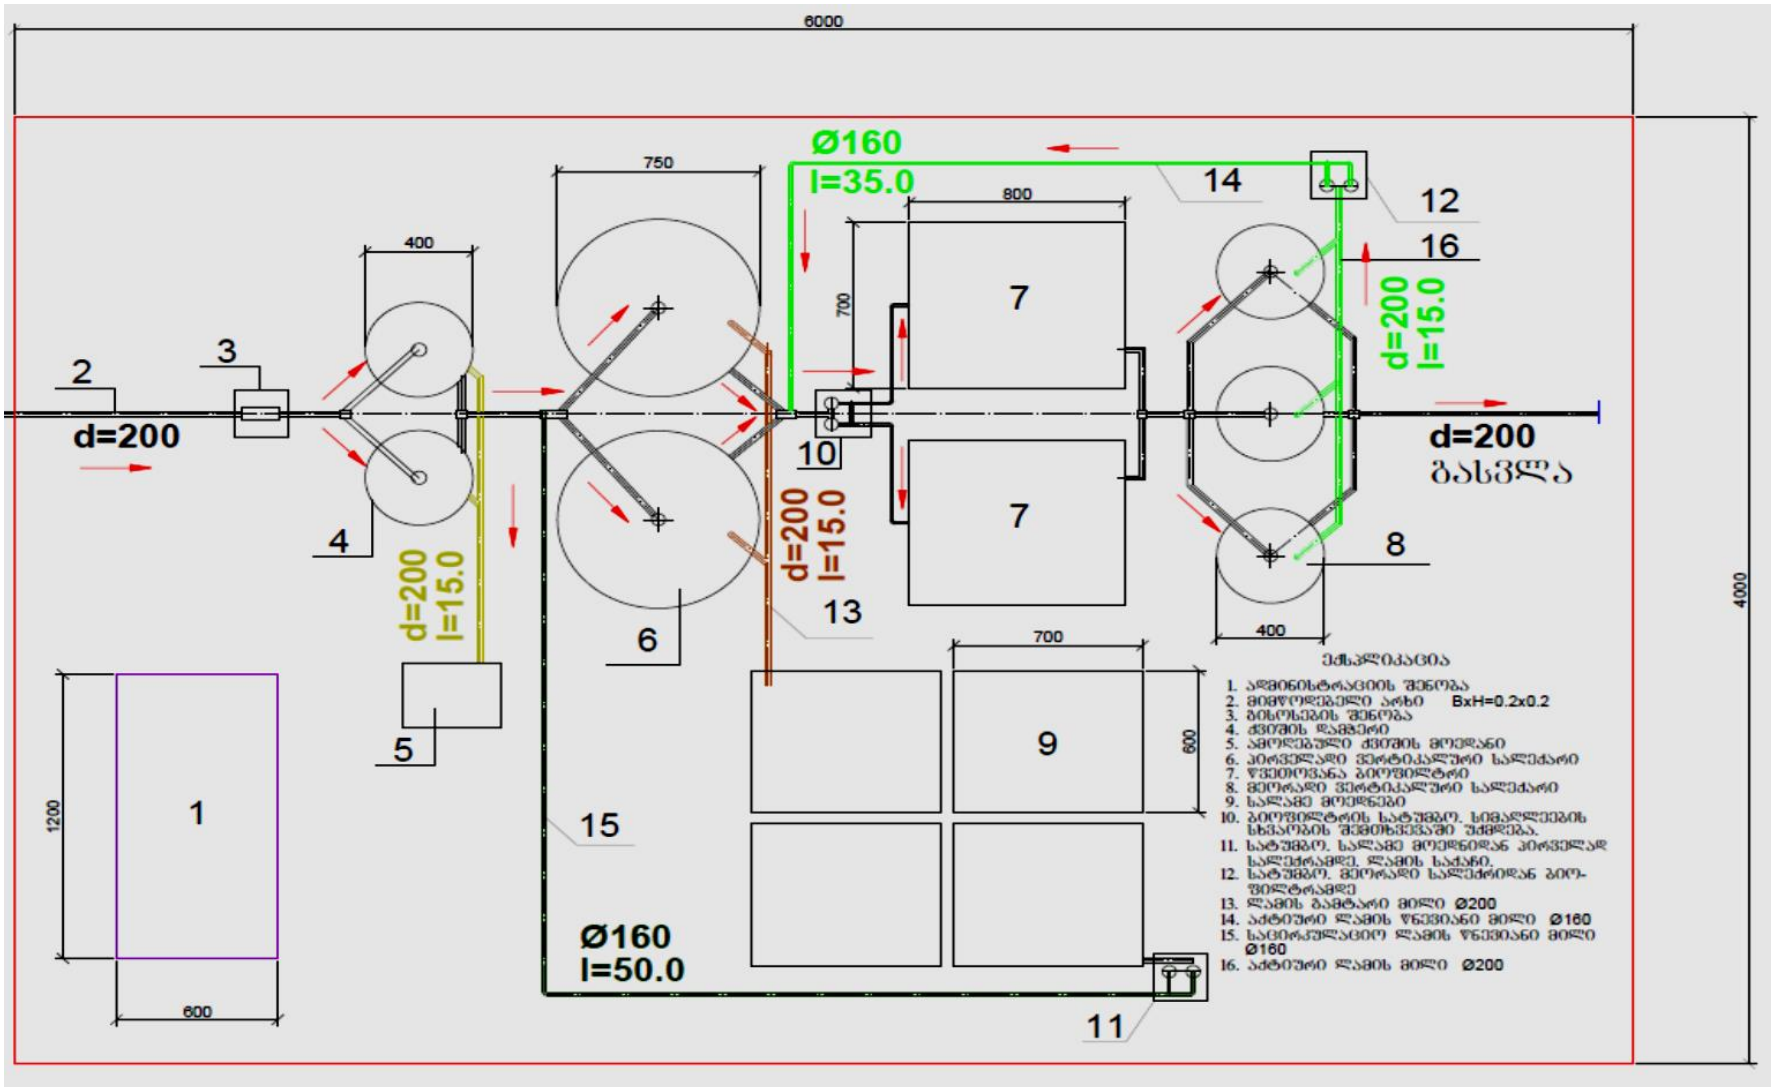 6000
Ø160
l=35.0
750
14
12
800
400
16
700
7
d=200
l=15.0
2
3
d=200
10
d=200
გასვლა
d=200
l=15.0
7
4
8
d=200
l=15.0
13
6
4000
400
700
ექსპლიკაცია
1. ადმინისტრაციის შენობა
2. მიმწოდებელი არხი BxH=0.2x0.2
3. გისოსების შენობა
4. ქვიშის დამჭერი
5. ამოღებული ქვიშის მოედანი
6. პირველადი ვერტიკალური სალექარი
7. წვეთოვანა ბიოფილტრი
8. მეორადი ვერტიკალური სალექარი
9. სალამე მოედნები
10. ბიოფილტრის სატუმბო. სიმაღლეების
სხვაობის შემთხვევაში უქმდება.
11. სატუმბო. სალამე მოედნიდან პირველად
სალექრამდე. ლამის საქაჩი.
12. სატუმბო. მეორადი სალექრიდან ბიო-
ფილტრამდე
13. ლამის გამტარი მილი Ø200
14. აქტიური ლამის წნევიანი მილი Ø160
15. საცირკულაციო ლამის წნევიანი მილი
Ø160
16. აქტიური ლამის მილი Ø200
5
9
600
1200
1
15
Ø160
l=50.0
600
11